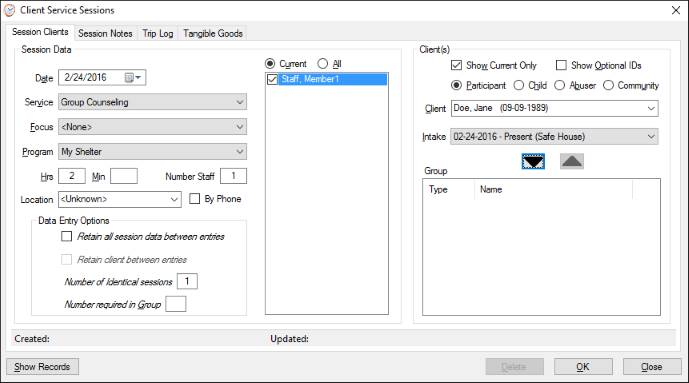 Client Service Sessions
Session Clients Session Notes Trip Log Tangible Goods
Session Data
Date 2/24/2016
Service Group Counseling
Focus <None>
Program My Shelter
Hrs 2 Min Number Staff 1
Location <Unknown> By Phone
Data Entry Options
Retain all session data between entries
Retain client between entries
Number of Identical sessions 1
Number required in Group
Current All
Staff, Member1
Client(s)
Show Current Only Show Optional IDs
Participant Child Abuser Community
Client Doe, Jane (09-09-1989)
Intake 02-24-2016 - Present (Safe House)
Group
Type Name
Created: Updated:
Show Records Delete OK Close